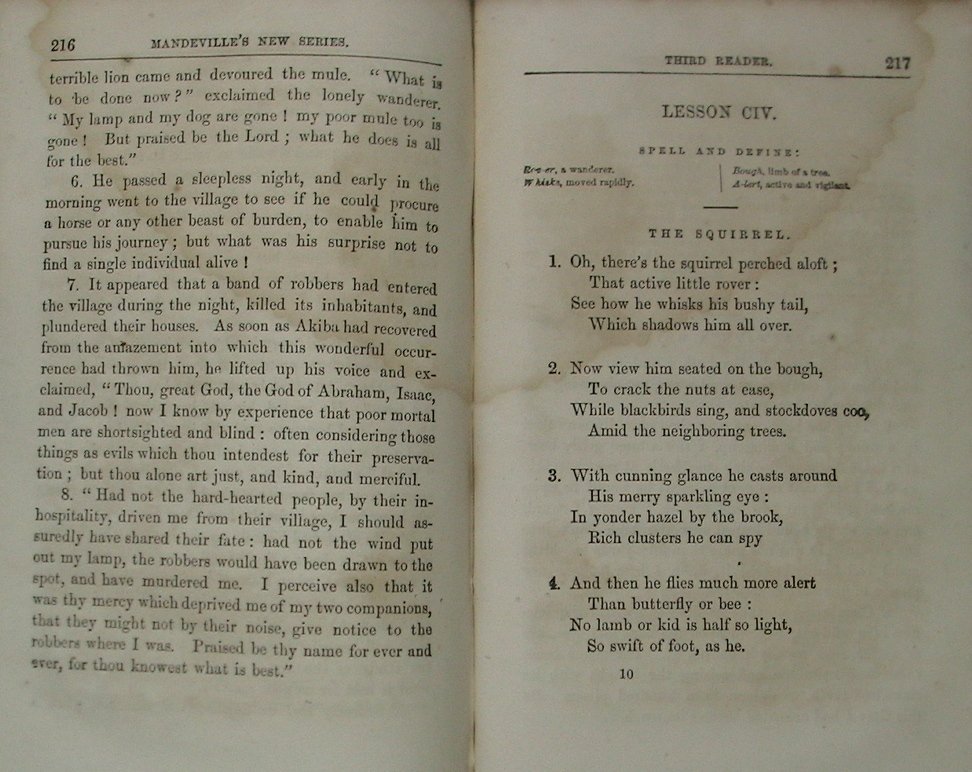 216 MANDEVILLE'S NEW SERIES.
terrible lion came and devoured the mule. "What is
to be done now?" exclaimed the lonely wanderer.
"My lamp and my dog are gone! my poor mule too is
gone! But praised be the Lord; what he does is all
for the best."
6. He passed a sleepless night, and early in the
morning went to the village to see if he could procure
a horse or any other beast of burden, to enable him to
pursue his journey; but what was his surprise not to
find a single individual alive!
7. It appeared that a band of robbers had entered
the village during the night, killed its inhabitants, and
plundered their houses. As soon as Akiba had recovered
from the amazement into which this wonderful occur-
rence had thrown him, he lifted up his voice and ex-
claimed, "Thou, great God, the God of Abraham, Isaac,
and Jacob! now I know by experience that poor mortal
men are shortsighted and blind: often considering those
things as evils which thou intendest for their preserva-
tion; but thou alone art just, and kind, and merciful.
8. "Had not the hard-hearted people, by their in-
hospitality, driven me from their village, I should as-
suredly have shared their fate: had not the wind put
out my lamp, the robbers would have been drawn to the
spot, and have murdered me. I perceive also that it
was thy mercy which deprived me of my two companions,
that they might not by their noise, give notice to the
robbers where I was. Praised be thy name for ever and
ever, for thou knowest what is best."
THIRD READER. 217
LESSON CIV.
SPELL AND DEFINE:
Rov-er, a wanderer.
Whisks, moved rapidly.
Bough, limb of a tree.
A-lert, active and vigilant.
THE SQUIRREL.
1. Oh, there's the squirrel perched aloft;
That active little rover:
See how he whisks his bushy tail,
Which shadows him all over.
2. Now view him seated on the bough,
To crack the nuts at ease,
While blackbirds sing, and stockdoves coo,
Amid the neighboring trees.
3. With cunning glance he casts around
His merry sparkling eye:
In yonder hazel by the brook,
Rich clusters he can spy
4. And then he flies much more alert
Than butterfly or bee:
No lamb or kid is half so light,
So swift of foot, as he.
10